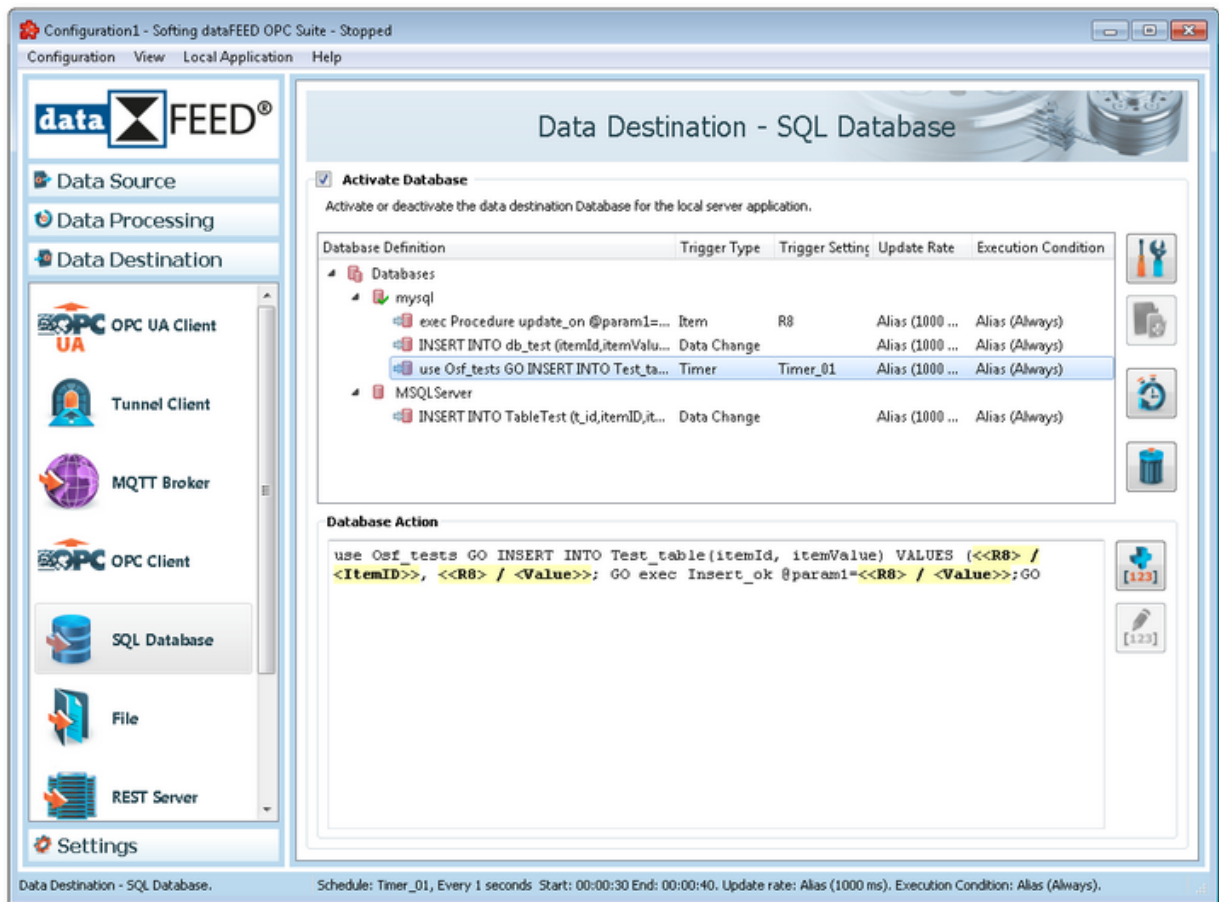 Configuration1 - Softing dataFEED OPC Suite - Stopped
Configuration View Local Application Help
data FEED®
Data Source
Data Processing
Data Destination
OPC OPC UA Client
UA
Tunnel Client
MQTT Broker
OPC OPC Client
SQL Database
File
REST Server
Settings
Data Destination - SQL Database
Activate Database
Activate or deactivate the data destination Database for the local server application.
Database Definition Trigger Type Trigger Setting Update Rate Execution Condition
Databases
mysql
exec Procedure update_on @param1=... Item R8 Alias (1000 ... Alias (Always)
INSERT INTO db_test (itemId,itemValu... Data Change Alias (1000 ... Alias (Always)
use Osf_tests GO INSERT INTO Test_ta... Timer Timer_01 Alias (1000 ... Alias (Always)
MSQLServer
INSERT INTO TableTest (t_id,itemID,it... Data Change Alias (1000 ... Alias (Always)
Database Action
use Osf_tests GO INSERT INTO Test_table(itemId, itemValue) VALUES (<<R8> /
<ItemID>>, <<R8> / <Value>>; GO exec Insert_ok @param1=<<R8> / <Value>>;GO
[123]
[123]
Data Destination - SQL Database. Schedule: Timer_01, Every 1 seconds Start: 00:00:30 End: 00:00:40. Update rate: Alias (1000 ms). Execution Condition: Alias (Always).